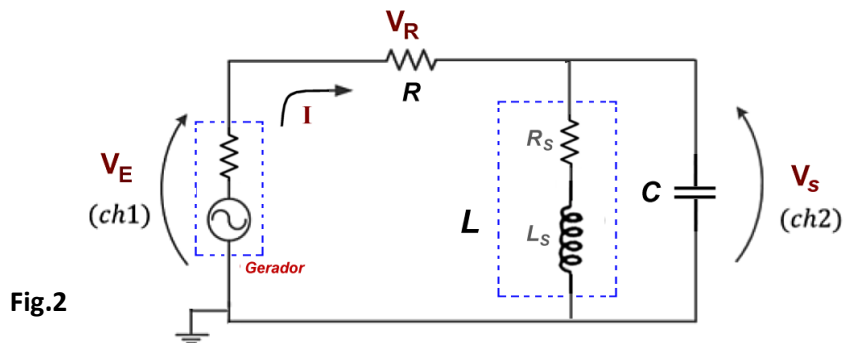 V_R
R
I
V_E
(ch1)
Gerador
R_S
L
L_S
C
V_s
(ch2)
Fig.2